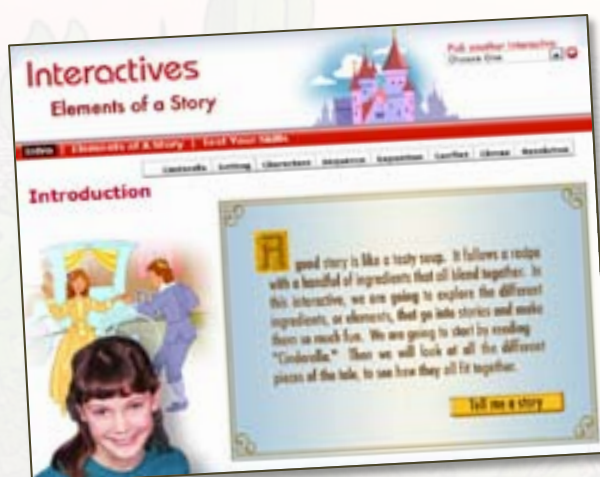 Interactives
Elements of a Story
Pick another interactive
Choose One
Intro | Elements of A Story | Test Your Skills
Cinderella Setting Characters Sequence Exposition Conflict Climax Resolution
Introduction
A good story is like a tasty soup. It follows a recipe
with a handful of ingredients that all blend together. In
this interactive, we are going to explore the different
ingredients, or elements, that go into stories and make
them so much fun. We are going to start by reading
"Cinderella." Then we will look at all the different
pieces of the tale, to see how they all fit together.
Tell me a story